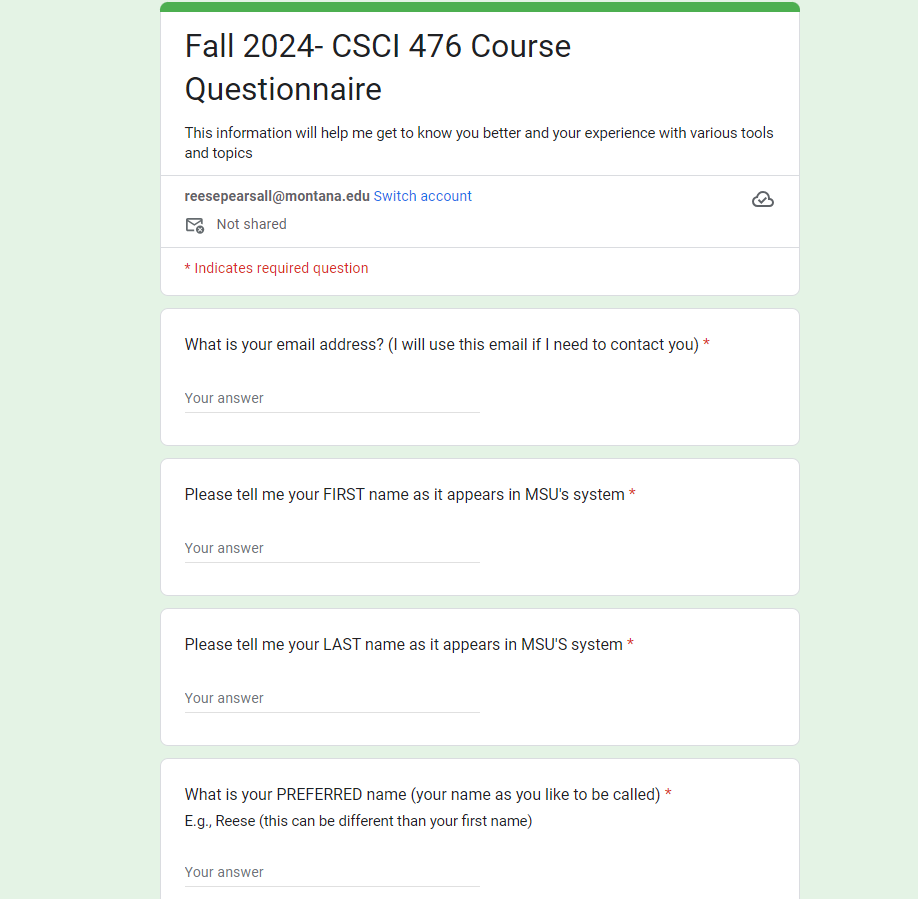 Fall 2024- CSCI 476 Course
Questionnaire
This information will help me get to know you better and your experience with various tools
and topics
reesepearsall@montana.edu Switch account
Not shared
* Indicates required question
What is your email address? (I will use this email if I need to contact you) *
Your answer
Please tell me your FIRST name as it appears in MSU's system *
Your answer
Please tell me your LAST name as it appears in MSU'S system *
Your answer
What is your PREFERRED name (your name as you like to be called) *
E.g., Reese (this can be different than your first name)
Your answer